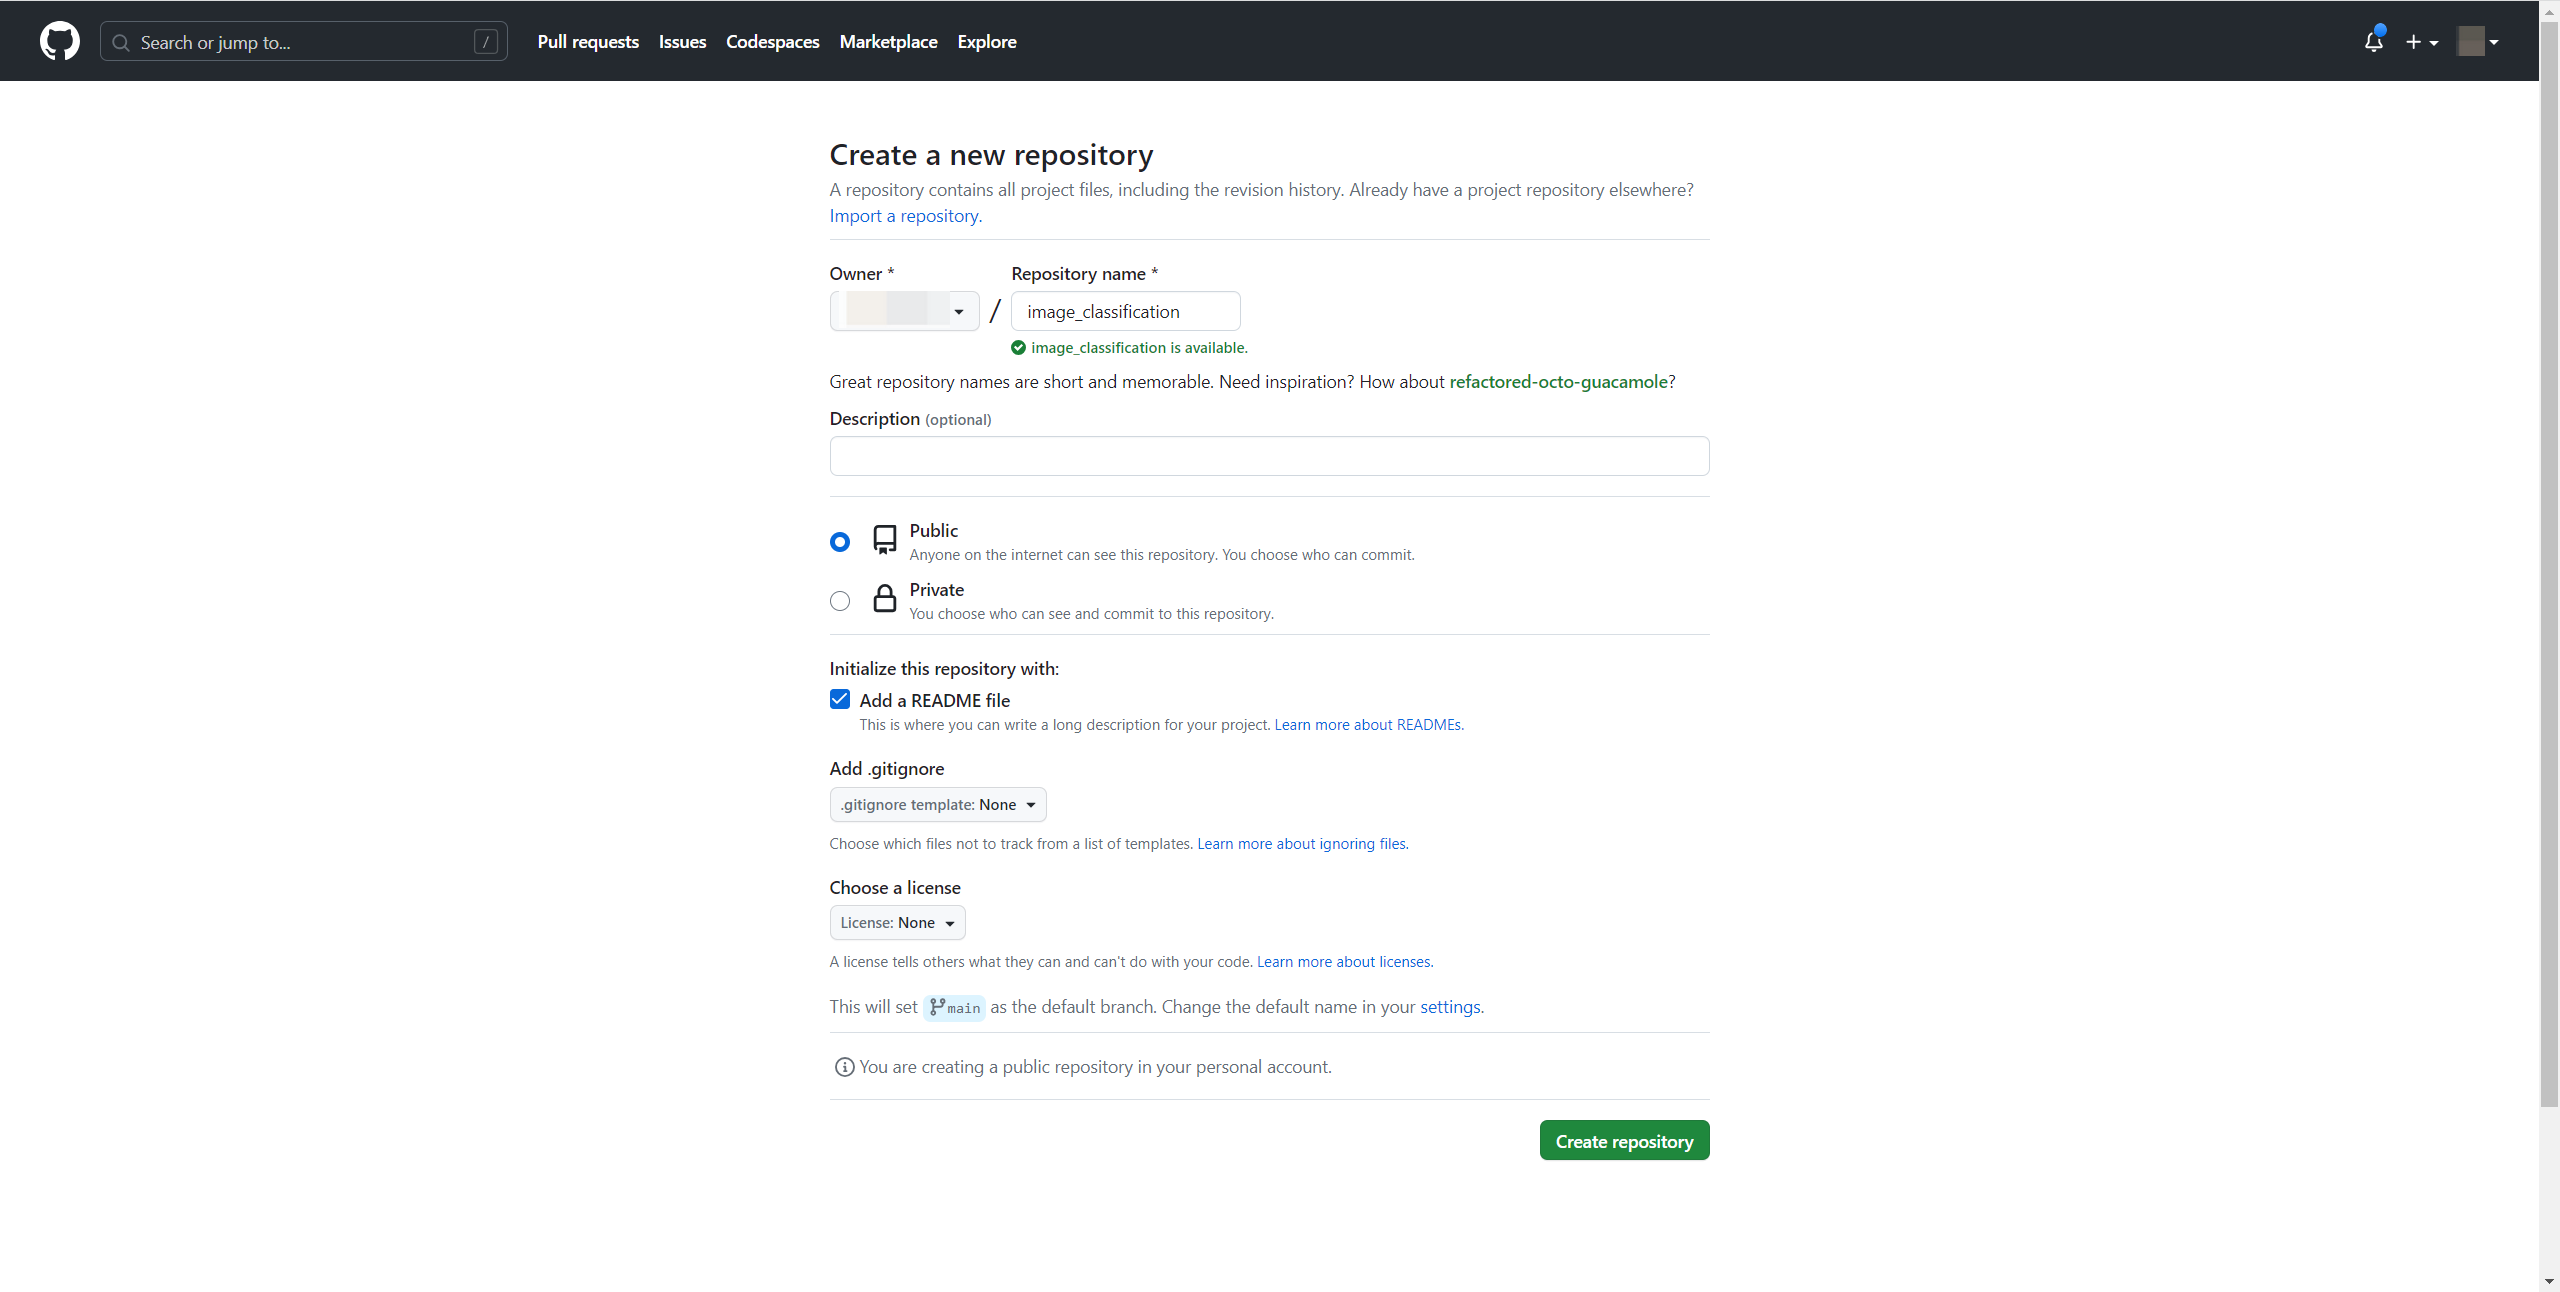 Search or jump to... /
Pull requests Issues Codespaces Marketplace Explore
Create a new repository
A repository contains all project files, including the revision history. Already have a project repository elsewhere?
Import a repository.
Owner * Repository name *
/ image_classification
image_classification is available.
Great repository names are short and memorable. Need inspiration? How about refactored-octo-guacamole?
Description (optional)
Public
Anyone on the internet can see this repository. You choose who can commit.
Private
You choose who can see and commit to this repository.
Initialize this repository with:
Add a README file
This is where you can write a long description for your project. Learn more about READMEs.
Add .gitignore
.gitignore template: None
Choose which files not to track from a list of templates. Learn more about ignoring files.
Choose a license
License: None
A license tells others what they can and can't do with your code. Learn more about licenses.
This will set main as the default branch. Change the default name in your settings.
You are creating a public repository in your personal account.
Create repository